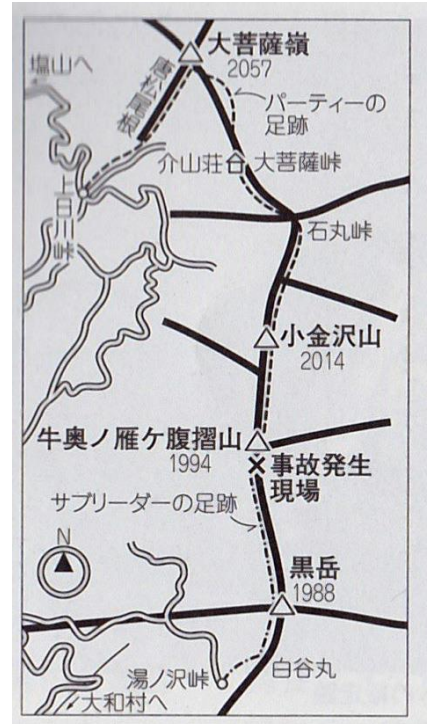 大菩薩嶺
2057
塩山へ
唐松尾根
パーティーの
足跡
介山荘
大菩薩峠
上日川峠
石丸峠
小金沢山
2014
牛奥ノ雁ケ腹摺山
1994
事故発生
現場
サブリーダーの足跡
N
黒岳
1988
白谷丸
湯ノ沢峠
大和村へ